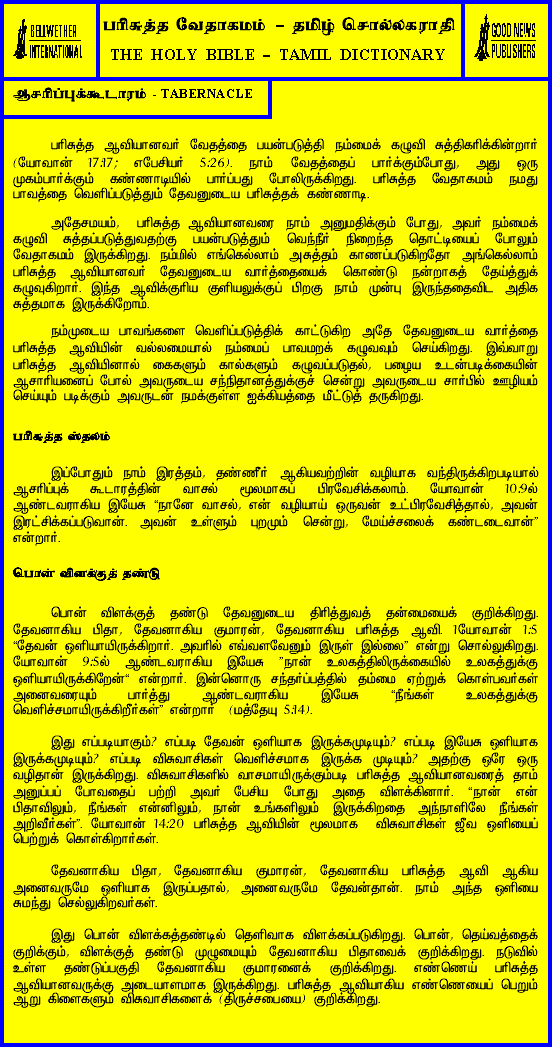 BELLWETHER
INTERNATIONAL
பரிசுத்த வேதாகமம் – தமிழ் சொல்லகராதி
THE HOLY BIBLE – TAMIL DICTIONARY
GOOD NEWS
PUBLISHERS
ஆசரிப்புக்கூடாரம் - TABERNACLE
பரிசுத்த ஆவியானவர் வேதத்தை பயன்படுத்தி நம்மைக் கழுவி சுத்திகரிக்கின்றார்
(யோவான் 17:17; எபேசியர் 5:26). நாம் வேதத்தைப் பார்க்கும்போது, அது ஒரு
முகம்பார்க்கும் கண்ணாடியில் பார்ப்பது போலிருக்கிறது. பரிசுத்த வேதாகமம் நமது
பாவத்தை வெளிப்படுத்தும் தேவனுடைய பரிசுத்தக் கண்ணாடி.
அதேசமயம், பரிசுத்த ஆவியானவரை நாம் அனுமதிக்கும் போது, அவர் நம்மைக்
கழுவி சுத்தப்படுத்துவதற்கு பயன்படுத்தும் வெந்நீர் நிறைந்த தொட்டியைப் போலும்
வேதாகமம் இருக்கிறது. நம்மில் எங்கெல்லாம் அசுத்தம் காணப்படுகிறதோ அங்கெல்லாம்
பரிசுத்த ஆவியானவர் தேவனுடைய வார்த்தையைக் கொண்டு நன்றாகத் தேய்த்துக்
கழுவுகிறார். இந்த ஆவிக்குரிய குளியலுக்குப் பிறகு நாம் முன்பு இருந்ததைவிட அதிக
சுத்தமாக இருக்கிறோம்.
நம்முடைய பாவங்களை வெளிப்படுத்திக் காட்டுகிற அதே தேவனுடைய வார்த்தை
பரிசுத்த ஆவியின் வல்லமையால் நம்மைப் பாவமறக் கழுவவும் செய்கிறது. இவ்வாறு
பரிசுத்த ஆவியினால் கைகளும் கால்களும் கழுவப்படுதல், பழைய உடன்படிக்கையின்
ஆசாரியனைப் போல் அவருடைய சந்நிதானத்துக்குச் சென்று அவருடைய சார்பில் ஊழியம்
செய்யும் படிக்கும் அவருடன் நமக்குள்ள ஐக்கியத்தை மீட்டுத் தருகிறது.
பரிசுத்த ஸ்தலம்
இப்போதும் நாம் இரத்தம், தண்ணீர் ஆகியவற்றின் வழியாக வந்திருக்கிறபடியால்
ஆசரிப்புக் கூடாரத்தின் வாசல் மூலமாகப் பிரவேசிக்கலாம். யோவான் 10:9ல்
ஆண்டவராகிய இயேசு “நானே வாசல், என் வழியாய் ஒருவன் உட்பிரவேசித்தால், அவன்
இரட்சிக்கப்படுவான். அவன் உள்ளும் புறமும் சென்று, மேய்ச்சலைக் கண்டடைவான்”
என்றார்.
பொன் விளக்குத் தண்டு
பொன் விளக்குத் தண்டு தேவனுடைய திரித்துவத் தன்மையைக் குறிக்கிறது.
தேவனாகிய பிதா, தேவனாகிய குமாரன், தேவனாகிய பரிசுத்த ஆவி. 1யோவான் 1:5
“தேவன் ஒளியாயிருக்கிறார். அவரில் எவ்வளவேனும் இருள் இல்லை” என்று சொல்லுகிறது.
யோவான் 9:5ல் ஆண்டவராகிய இயேசு ”நான் உலகத்திலிருக்கையில் உலகத்துக்கு
ஒளியாயிருக்கிறேன்“ என்றார். இன்னொரு சந்தர்ப்பத்தில் தம்மை ஏற்றுக் கொள்பவர்கள்
அனைவரையும் பார்த்து ஆண்டவராகிய இயேசு “நீங்கள் உலகத்துக்கு
வெளிச்சமாயிருக்கிறீர்கள்” என்றார் (மத்தேயு 5:14).
இது எப்படியாகும்? எப்படி தேவன் ஒளியாக இருக்கமுடியும்? எப்படி இயேசு ஒளியாக
இருக்கமுடியும்? எப்படி விசுவாசிகள் வெளிச்சமாக இருக்க முடியும்? அதற்கு ஒரே ஒரு
வழிதான் இருக்கிறது. விசுவாசிகளில் வாசமாயிருக்கும்படி பரிசுத்த ஆவியானவரைத் தாம்
அனுப்பப் போவதைப் பற்றி அவர் பேசிய போது அதை விளக்கினார். “நான் என்
பிதாவிலும், நீங்கள் என்னிலும், நான் உங்களிலும் இருக்கிறதை அந்நாளிலே நீங்கள்
அறிவீர்கள்”. யோவான் 14:20 பரிசுத்த ஆவியின் மூலமாக விசுவாசிகள் ஜீவ ஒளியைப்
பெற்றுக் கொள்கிறார்கள்.
தேவனாகிய பிதா, தேவனாகிய குமாரன், தேவனாகிய பரிசுத்த ஆவி ஆகிய
அனைவருமே ஒளியாக இருப்பதால், அனைவருமே தேவன்தான். நாம் அந்த ஒளியை
சுமந்து செல்லுகிறவர்கள்.
இது பொன் விளக்கத்தண்டில் தெளிவாக விளக்கப்படுகிறது. பொன், தெய்வத்தைக்
குறிக்கும், விளக்குத் தண்டு முழுமையும் தேவனாகிய பிதாவைக் குறிக்கிறது. நடுவில்
உள்ள தண்டுப்பகுதி தேவனாகிய குமாரனைக் குறிக்கிறது. எண்ணெய் பரிசுத்த
ஆவியானவருக்கு அடையாளமாக இருக்கிறது. பரிசுத்த ஆவியாகிய எண்ணெயைப் பெறும்
ஆறு கிளைகளும் விசுவாசிகளைக் (திருச்சபையை) குறிக்கிறது.